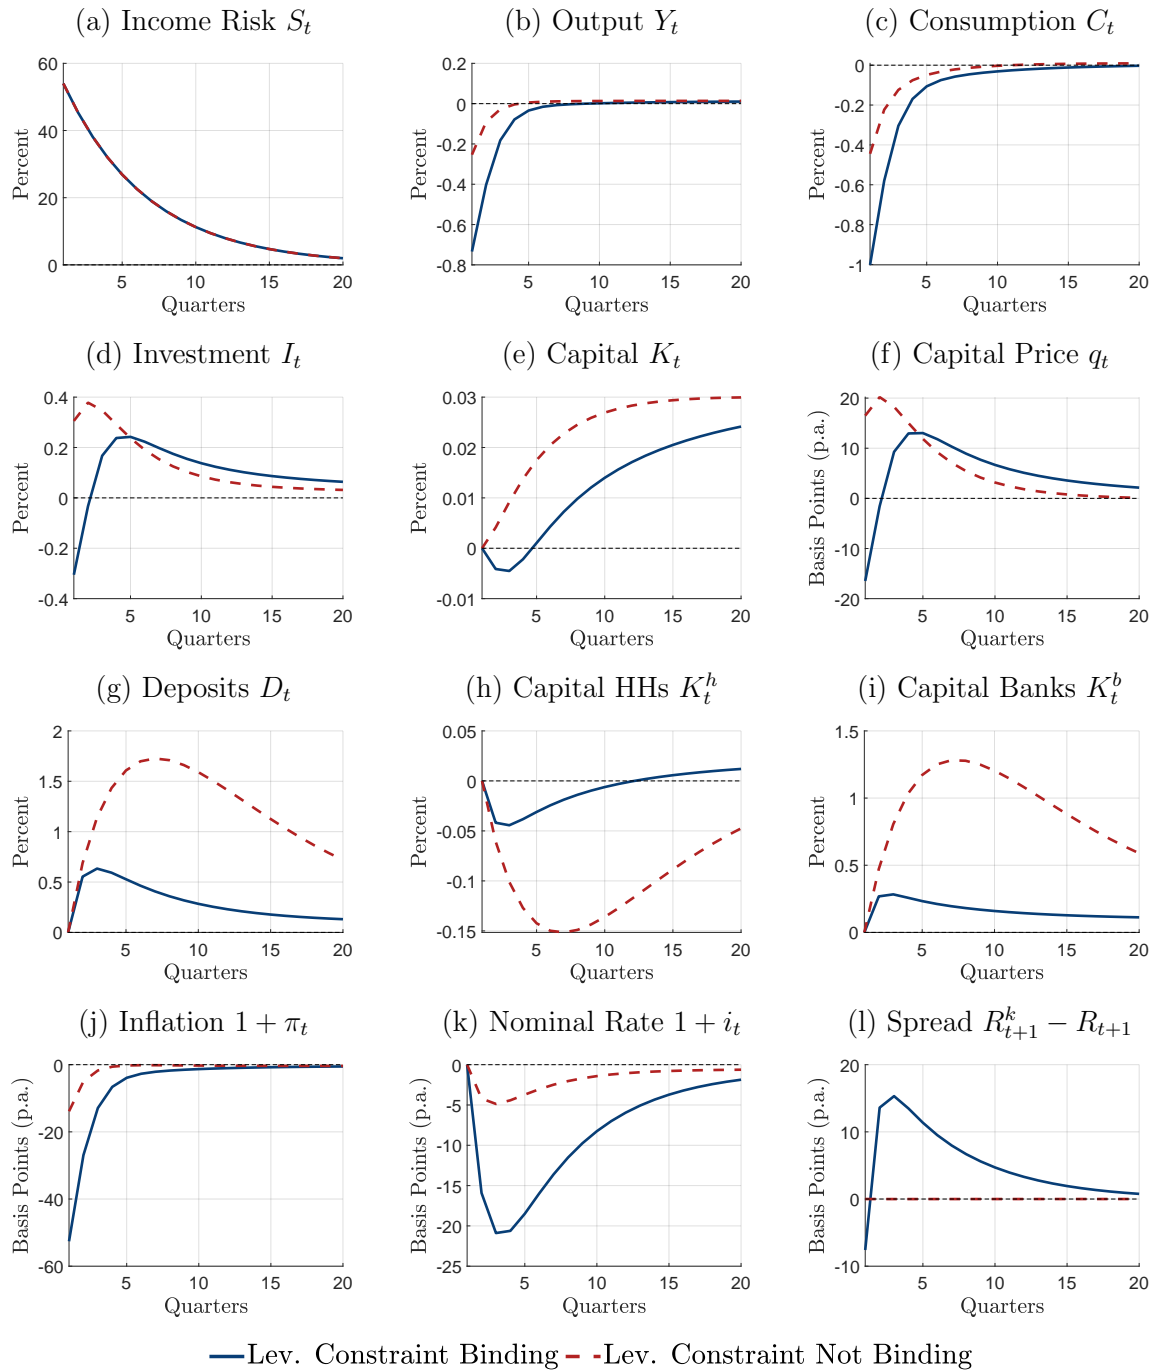 (a) Income Risk S_t
(b) Output Y_t
(c) Consumption C_t
Percent
60
40
20
0
5
10
15
20
Quarters
Percent
0.2
0
-0.2
-0.4
-0.6
-0.8
5
10
15
20
Quarters
Percent
0
-0.2
-0.4
-0.6
-0.8
-1
5
10
15
20
Quarters
(d) Investment I_t
(e) Capital K_t
(f) Capital Price q_t
Percent
0.4
0.2
0
-0.2
-0.4
5
10
15
20
Quarters
Percent
0.03
0.02
0.01
0
-0.01
5
10
15
20
Quarters
Basis Points (p.a.)
20
10
0
-10
-20
5
10
15
20
Quarters
(g) Deposits D_t
(h) Capital HHs K_t^h
(i) Capital Banks K_t^b
Percent
2
1.5
1
0.5
0
5
10
15
20
Quarters
Percent
0.05
0
-0.05
-0.1
-0.15
5
10
15
20
Quarters
Percent
1.5
1
0.5
0
5
10
15
20
Quarters
(j) Inflation 1 + π_t
(k) Nominal Rate 1 + i_t
(l) Spread R_{t+1}^k − R_{t+1}
Basis Points (p.a.)
0
-20
-40
-60
5
10
15
20
Quarters
Basis Points (p.a.)
0
-5
-10
-15
-20
-25
5
10
15
20
Quarters
Basis Points (p.a.)
20
10
0
-10
5
10
15
20
Quarters
Lev. Constraint Binding
Lev. Constraint Not Binding